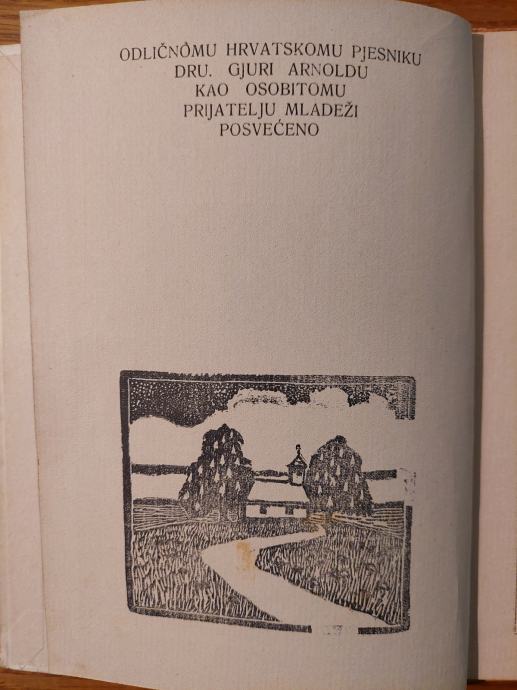 ODLIČNOMU HRVATSKOMU PJESNIKU
DRU. GJURI ARNOLDU
KAO OSOBITOMU
PRIJATELJU MLADEŽI
POSVEĆENO